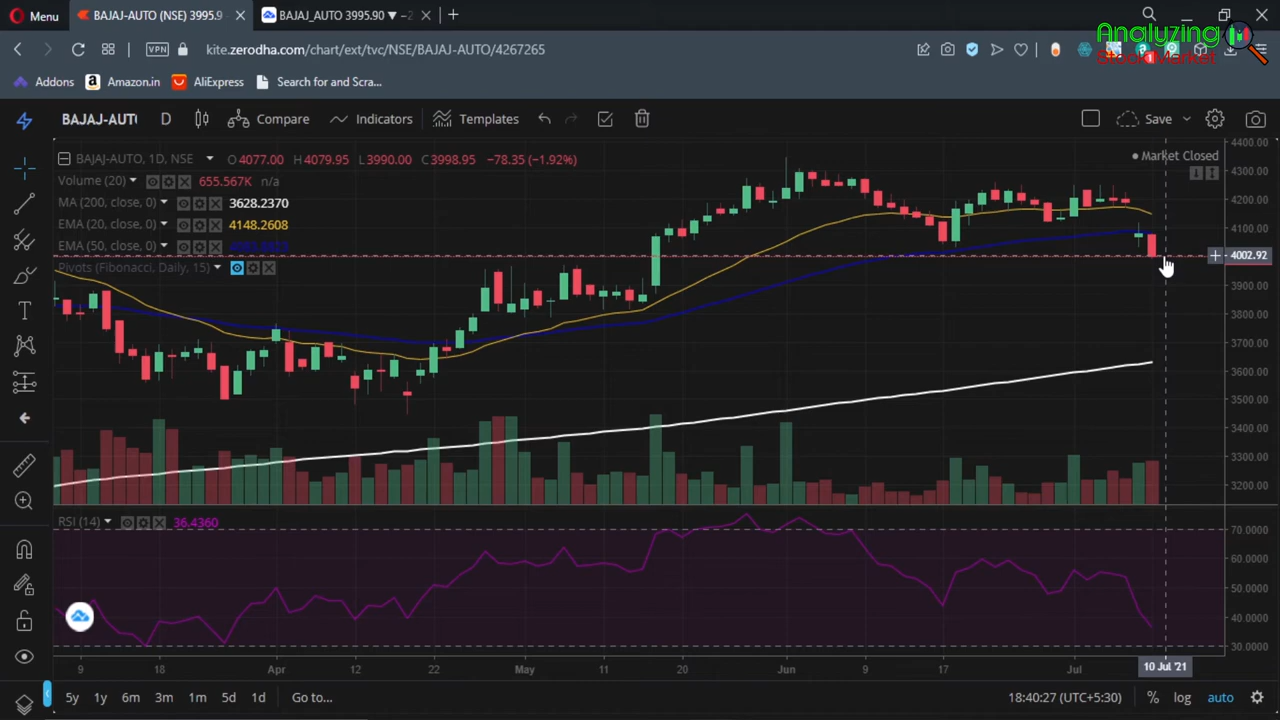 Menu
BAJAJ-AUTO (NSE) 3995.9
BAJAJ_AUTO 3995.90 ▼ −2
Analyzing
Stock Market
VPN
kite.zerodha.com/chart/ext/tvc/NSE/BAJAJ-AUTO/4267265
1
Addons
Amazon.in
AliExpress
Search for and Scra...
BAJAJ-AUT
D
Compare
Indicators
Templates
Save
BAJAJ-AUTO, 1D, NSE
O4077.00 H4079.95 L3990.00 C3998.95 −78.35 (−1.92%)
Market Closed
Volume (20) 655.567K n/a
MA (200, close, 0) 3628.2370
EMA (20, close, 0) 4148.2608
EMA (50, close, 0)
Pivots (Fibonacci, Daily, 15)
4400.00
4300.00
4200.00
4100.00
4002.92
3900.00
3800.00
3700.00
3600.00
3500.00
3400.00
3300.00
3200.00
RSI (14) 36.4360
70.0000
60.0000
50.0000
40.0000
30.0000
9 18 Apr 12 22 May 11 20 Jun 9 17 Jul 10 Jul '21
5y 1y 6m 3m 1m 5d 1d Go to...
18:40:27 (UTC+5:30) % log auto